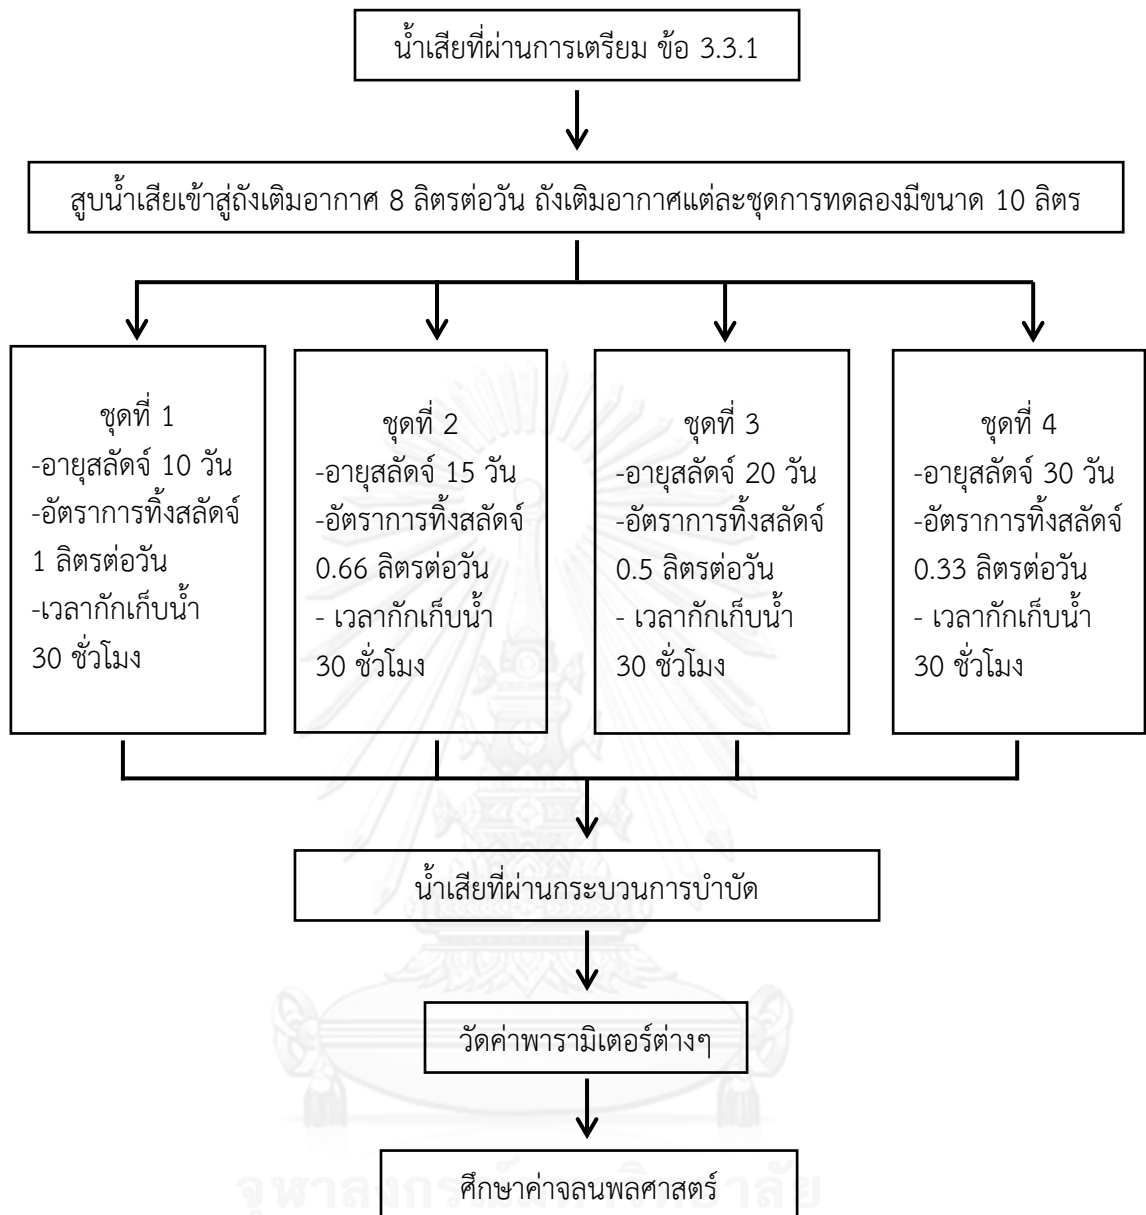 น้ำเสียที่ผ่านการเตรียม ข้อ 3.3.1
สูบน้ำเสียเข้าสู่ถังเติมอากาศ 8 ลิตรต่อวัน ถังเติมอากาศแต่ละชุดการทดลองมีขนาด 10 ลิตร
ชุดที่ 1
-อายุสลัดจ์ 10 วัน
-อัตราการทิ้งสลัดจ์
1 ลิตรต่อวัน
-เวลากักเก็บน้ำ
30 ชั่วโมง
ชุดที่ 2
-อายุสลัดจ์ 15 วัน
-อัตราการทิ้งสลัดจ์
0.66 ลิตรต่อวัน
- เวลากักเก็บน้ำ
30 ชั่วโมง
ชุดที่ 3
-อายุสลัดจ์ 20 วัน
-อัตราการทิ้งสลัดจ์
0.5 ลิตรต่อวัน
- เวลากักเก็บน้ำ
30 ชั่วโมง
ชุดที่ 4
-อายุสลัดจ์ 30 วัน
-อัตราการทิ้งสลัดจ์
0.33 ลิตรต่อวัน
- เวลากักเก็บน้ำ
30 ชั่วโมง
น้ำเสียที่ผ่านกระบวนการบำบัด
วัดค่าพารามิเตอร์ต่างๆ
ศึกษาค่าจลนพลศาสตร์
จุฬาลงกรณ์มหาวิทยาลัย